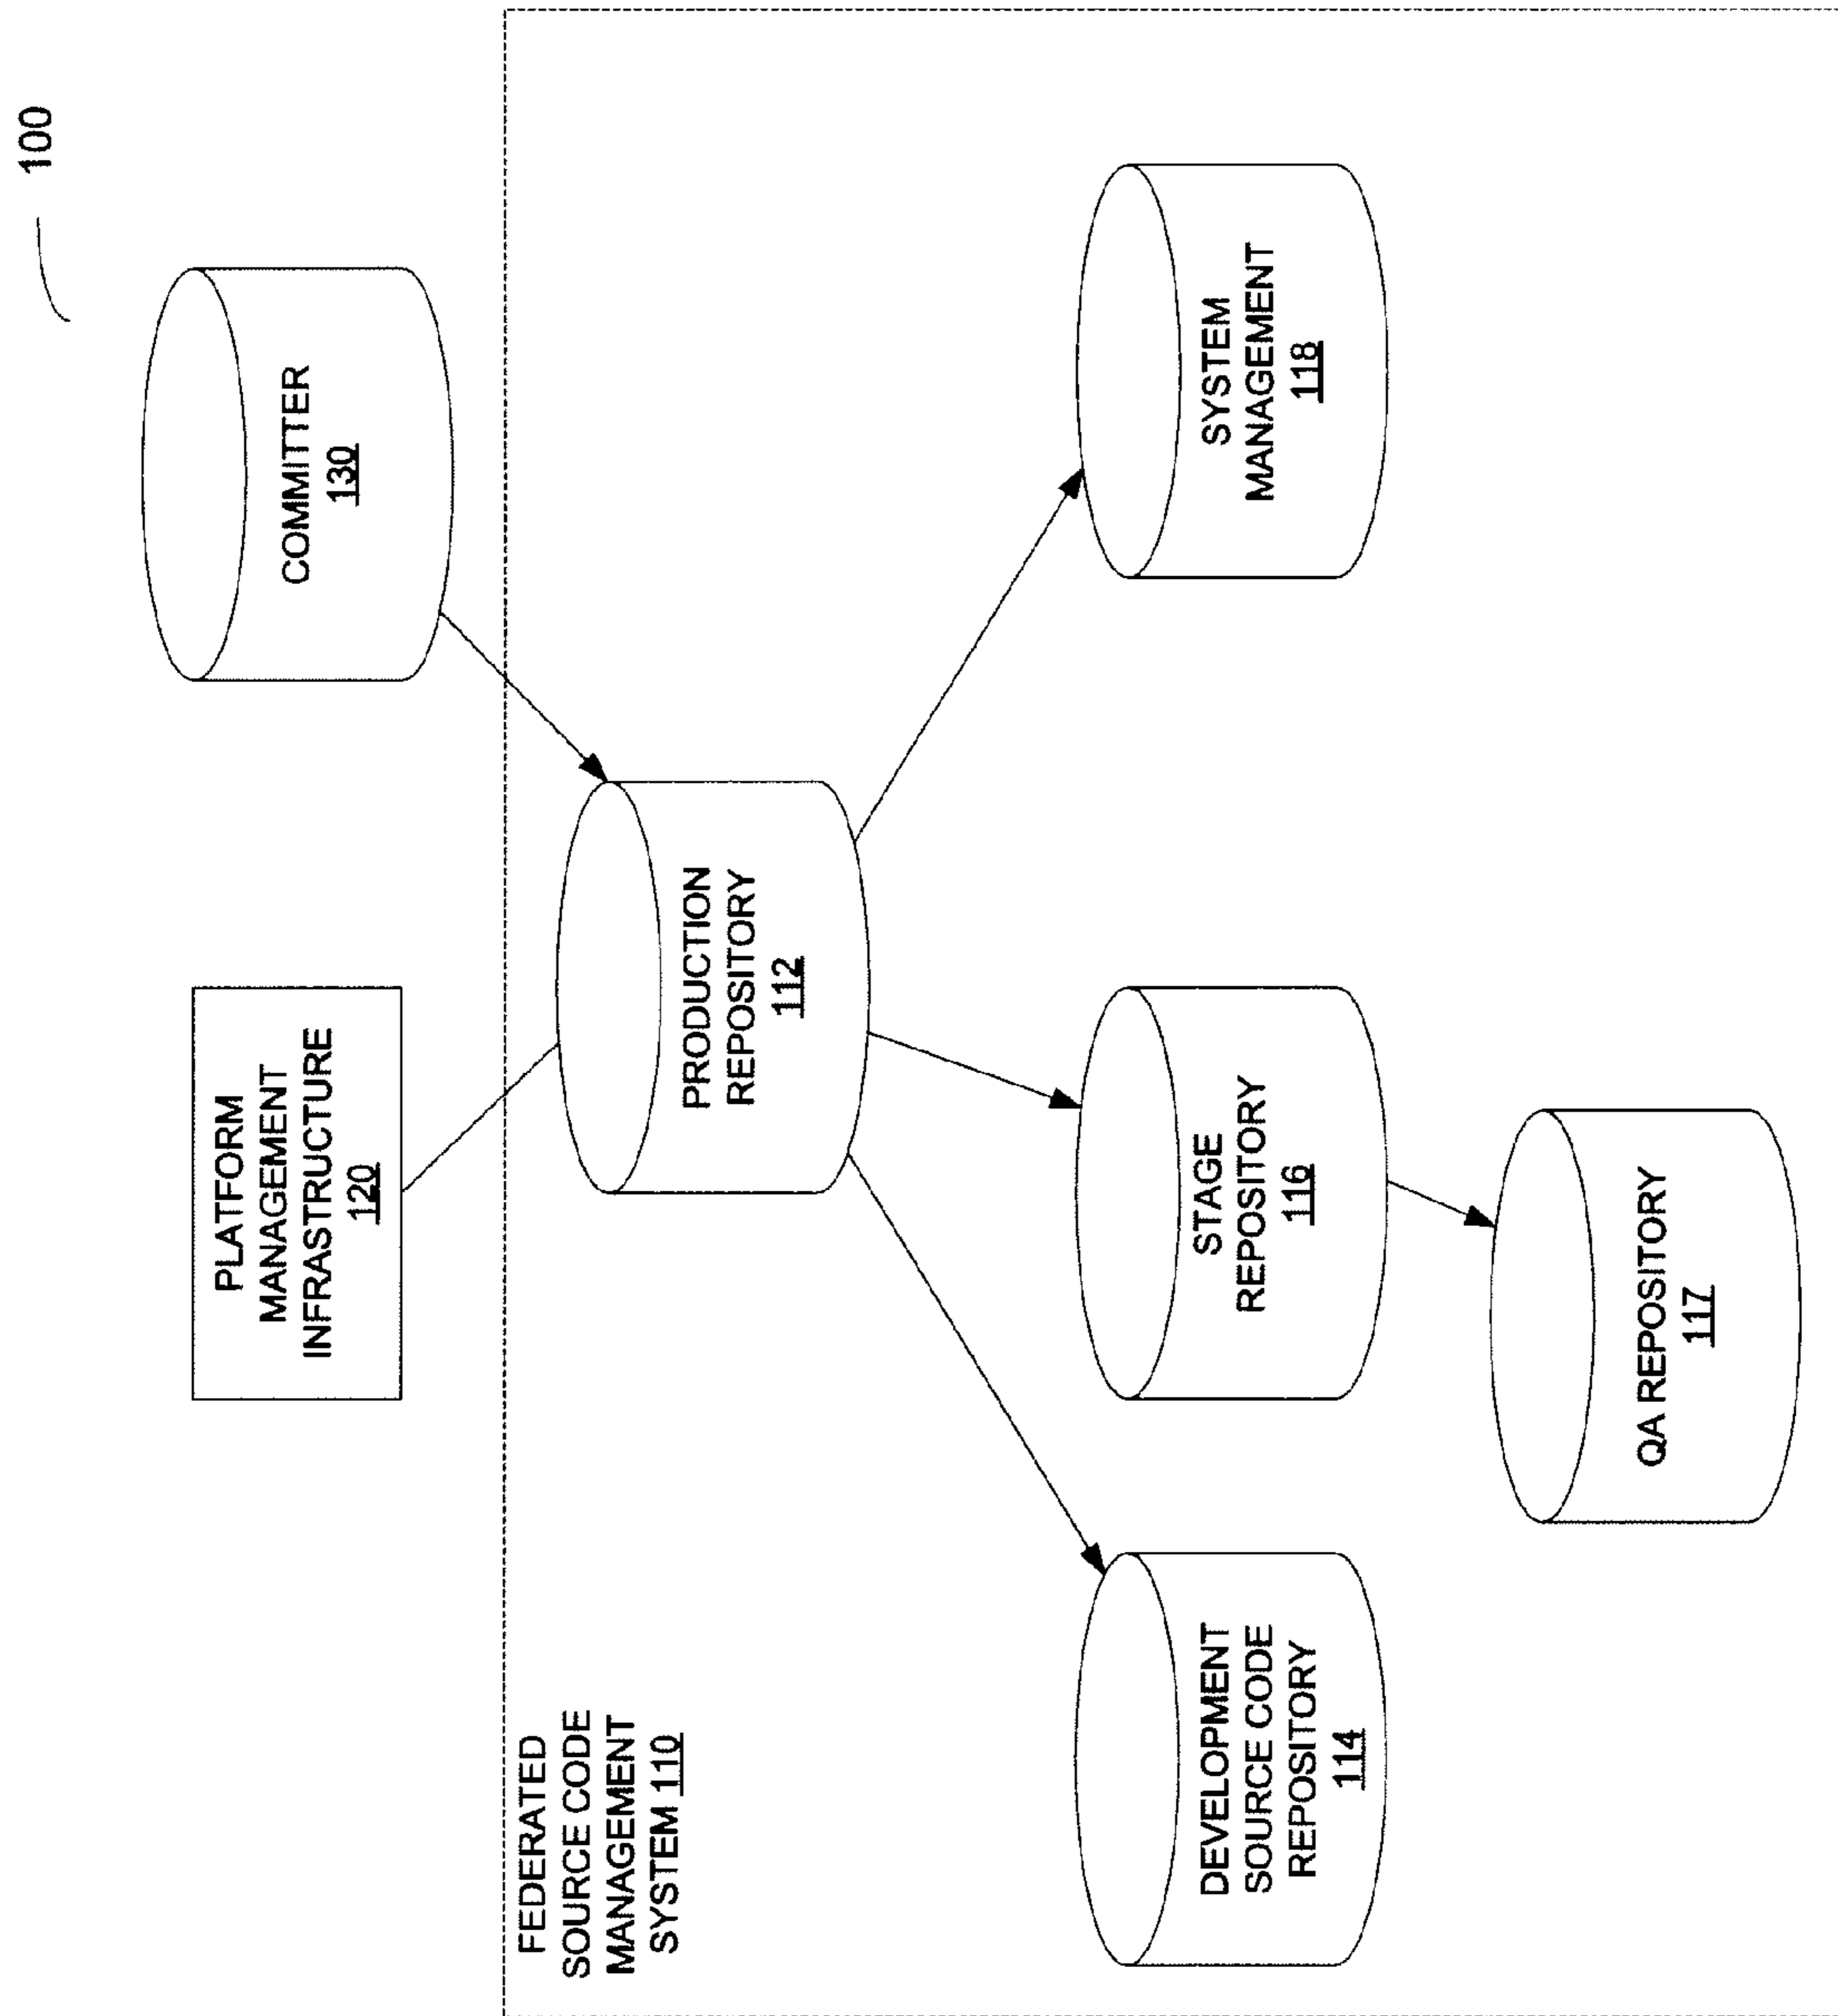 100
PLATFORM
MANAGEMENT
INFRASTRUCTURE
120
COMMITTER
130
FEDERATED
SOURCE CODE
MANAGEMENT
SYSTEM 110
PRODUCTION
REPOSITORY
112
DEVELOPMENT
SOURCE CODE
REPOSITORY
114
STAGE
REPOSITORY
116
SYSTEM
MANAGEMENT
118
QA REPOSITORY
117